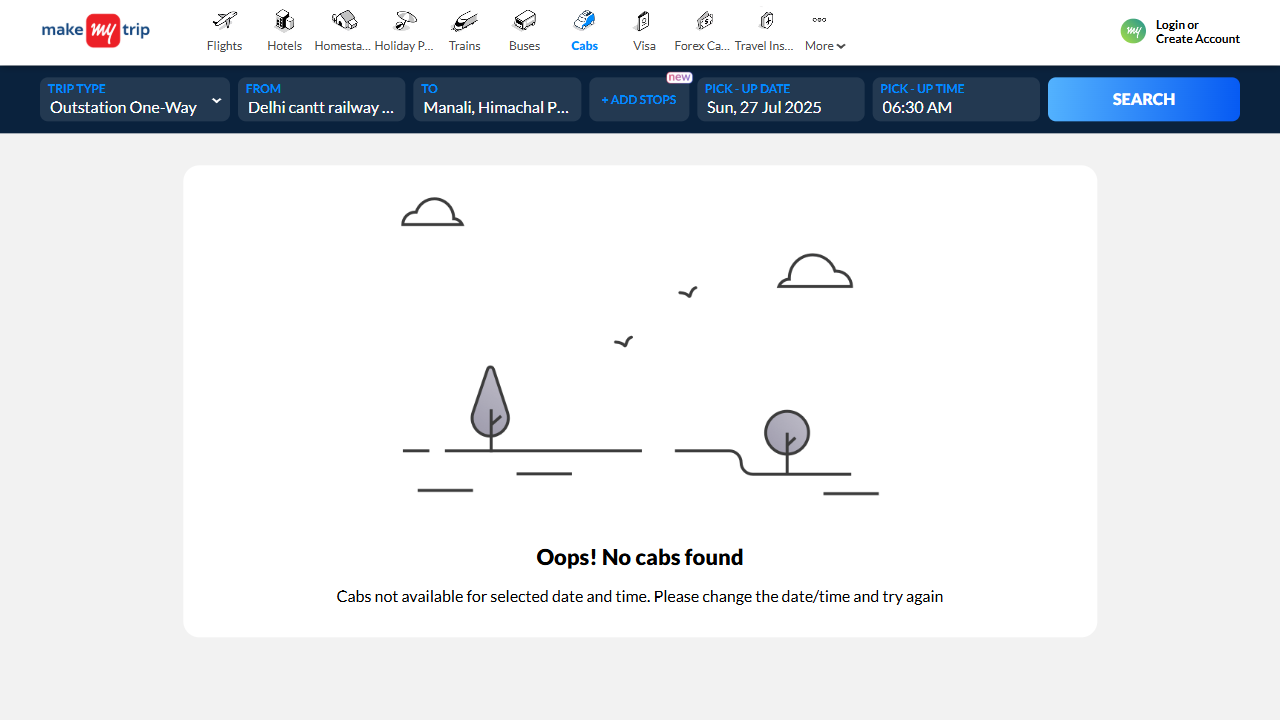 make my trip
Flights
Hotels
Homesta...
Holiday P...
Trains
Buses
Cabs
Visa
Forex Ca...
Travel Ins...
More
my
Login or
Create Account
TRIP TYPE
Outstation One-Way
FROM
Delhi cantt railway ...
TO
Manali, Himachal P...
+ ADD STOPS
new
PICK - UP DATE
Sun, 27 Jul 2025
PICK - UP TIME
06:30 AM
SEARCH
Oops! No cabs found
Cabs not available for selected date and time. Please change the date/time and try again